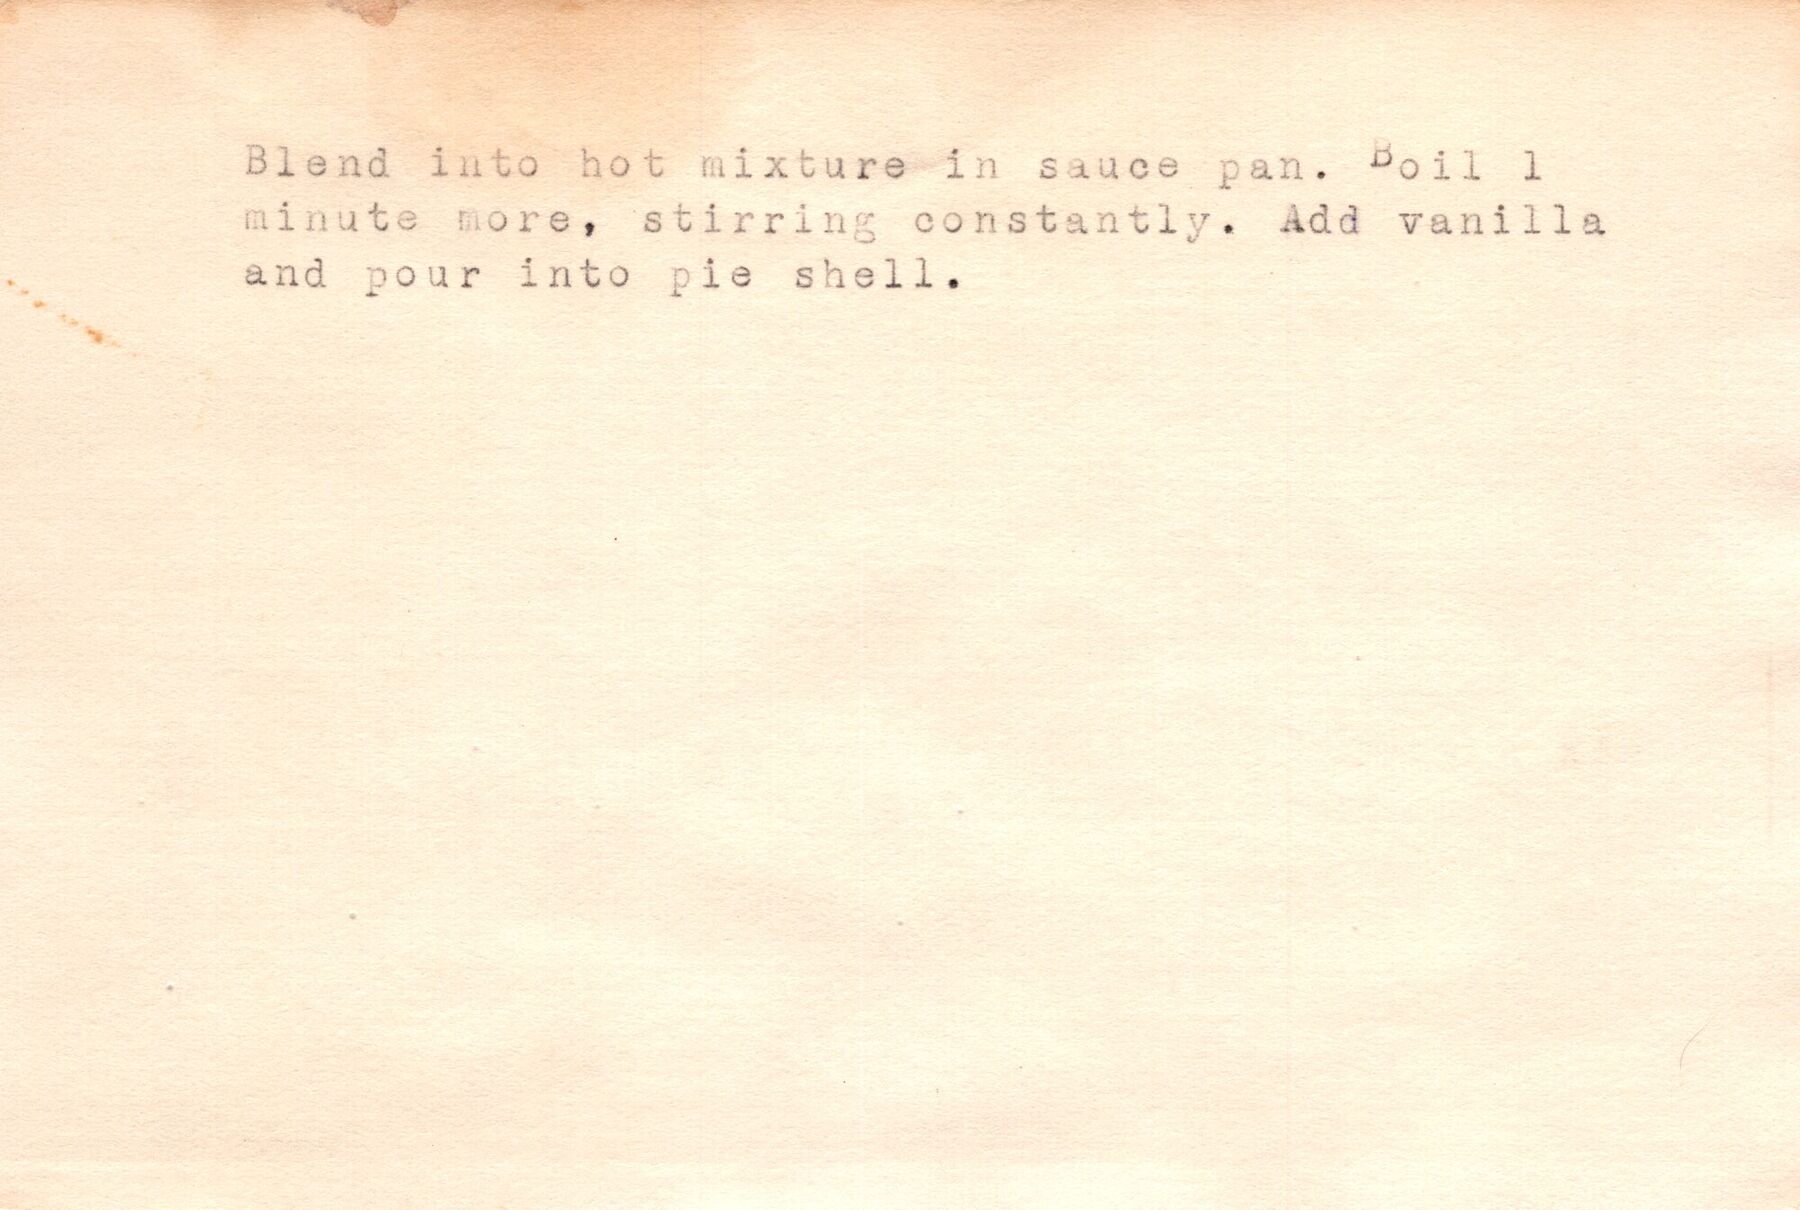 Blend into hot mixture in sauce pan. Boil 1
minute more, stirring constantly. Add vanilla
and pour into pie shell.